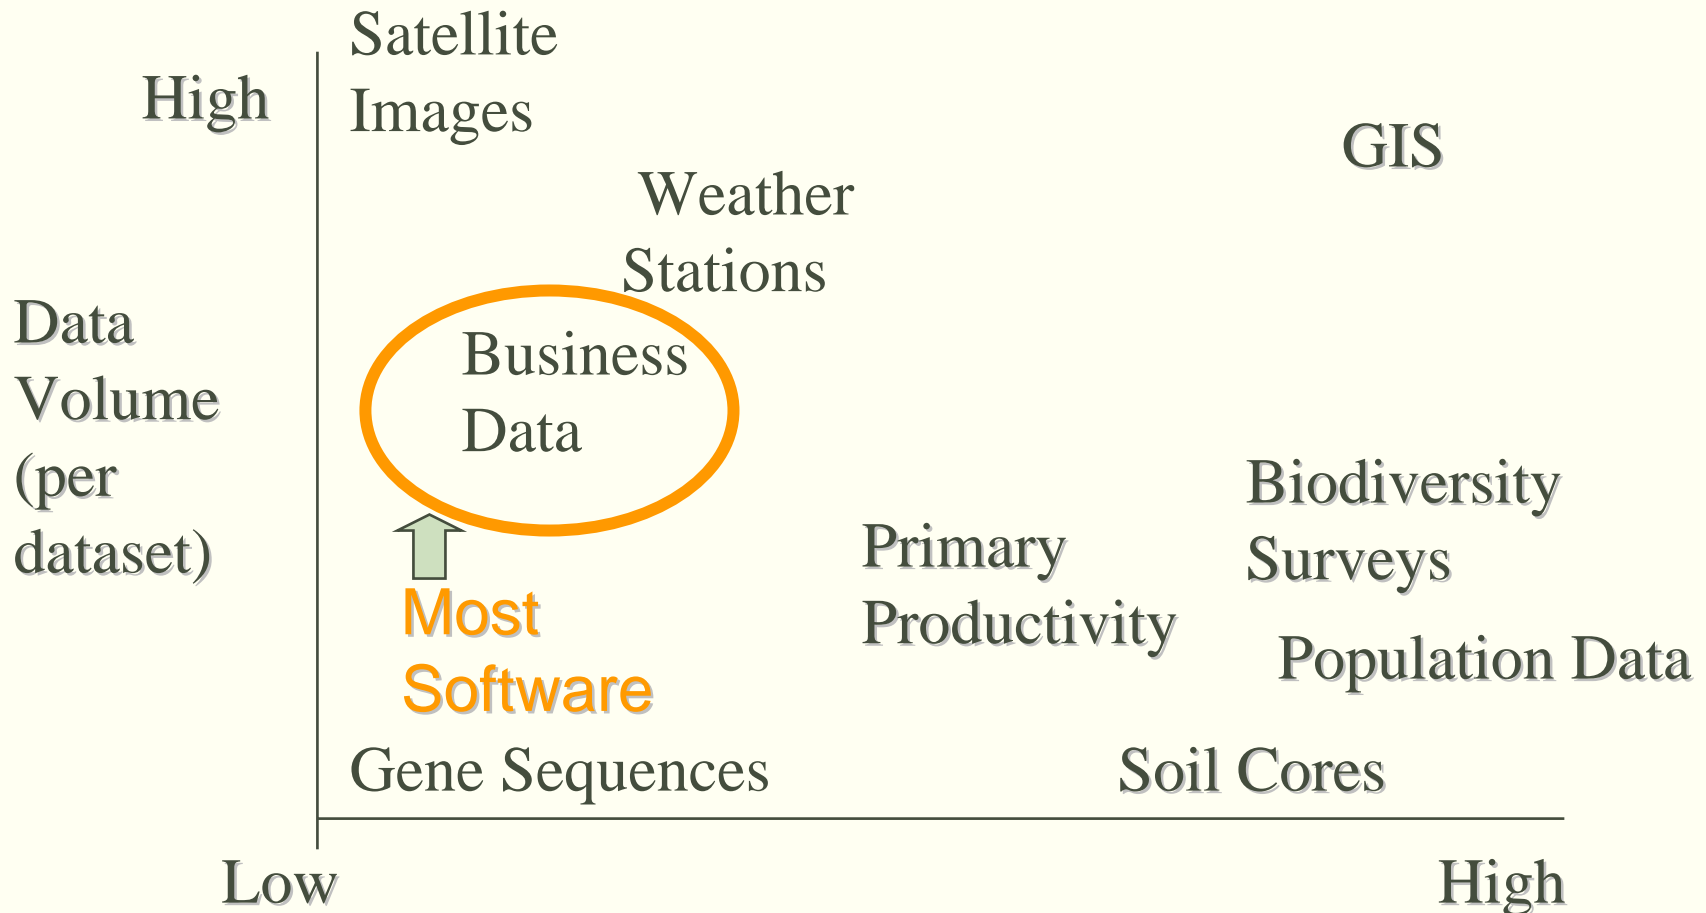 Satellite
Images
High
GIS
Weather
Stations
Data
Volume
(per
dataset)
Business
Data
Biodiversity
Surveys
Primary
Productivity
Most
Software
Population Data
Gene Sequences
Soil Cores
Low
High